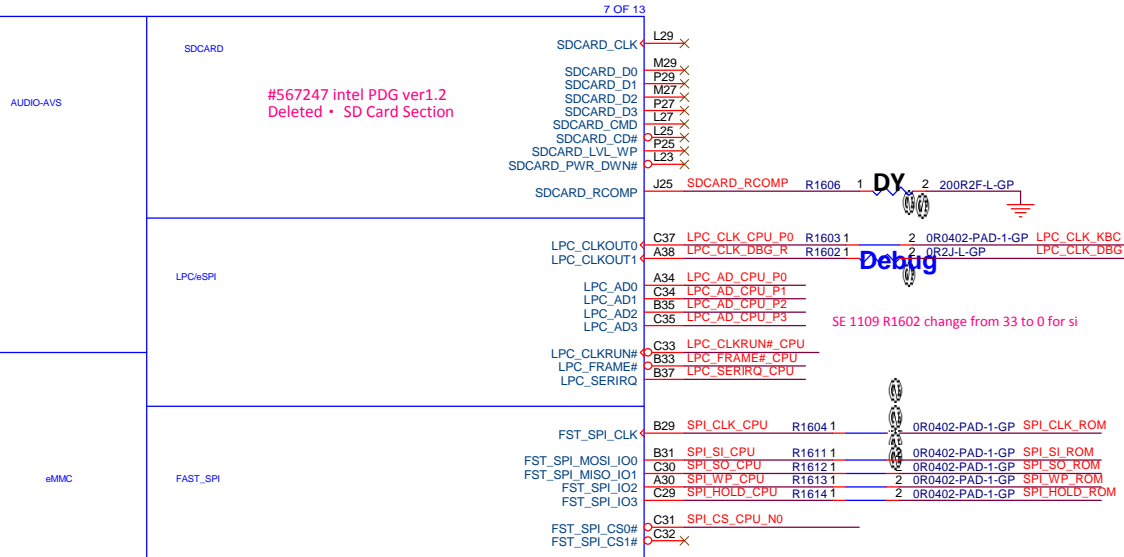 7 OF 13
SDCARD
AUDIO-AVS
#567247 intel PDG ver1.2
Deleted · SD Card Section
SDCARD_CLK L29
SDCARD_D0 M29
SDCARD_D1 P29
SDCARD_D2 M27
SDCARD_D3 P27
SDCARD_CMD L27
SDCARD_CD# L25
SDCARD_LVL_WP P25
SDCARD_PWR_DWN# L23
SDCARD_RCOMP J25 SDCARD_RCOMP R1606 1 DY 2 200R2F-L-GP
LPC_CLKOUT0 C37 LPC_CLK_CPU_P0 R1603 1 2 0R0402-PAD-1-GP LPC_CLK_KBC
LPC_CLKOUT1 A38 LPC_CLK_DBG_R R1602 1 2 0R2J-L-GP LPC_CLK_DBG
Debug
LPC/eSPI
LPC_AD0 A34 LPC_AD_CPU_P0
LPC_AD1 C34 LPC_AD_CPU_P1
LPC_AD2 B35 LPC_AD_CPU_P2
LPC_AD3 C35 LPC_AD_CPU_P3
SE 1109 R1602 change from 33 to 0 for si
LPC_CLKRUN# C33 LPC_CLKRUN#_CPU
LPC_FRAME# B33 LPC_FRAME#_CPU
LPC_SERIRQ B37 LPC_SERIRQ_CPU
FST_SPI_CLK B29 SPI_CLK_CPU R1604 1 0R0402-PAD-1-GP SPI_CLK_ROM
FST_SPI_MOSI_IO0 B31 SPI_SI_CPU R1611 1 2 0R0402-PAD-1-GP SPI_SI_ROM
FST_SPI_MISO_IO1 C30 SPI_SO_CPU R1612 1 2 0R0402-PAD-1-GP SPI_SO_ROM
eMMC
FAST_SPI
FST_SPI_IO2 A30 SPI_WP_CPU R1613 1 2 0R0402-PAD-1-GP SPI_WP_ROM
FST_SPI_IO3 C29 SPI_HOLD_CPU R1614 1 2 0R0402-PAD-1-GP SPI_HOLD_ROM
FST_SPI_CS0# C31 SPI_CS_CPU_N0
FST_SPI_CS1# C32